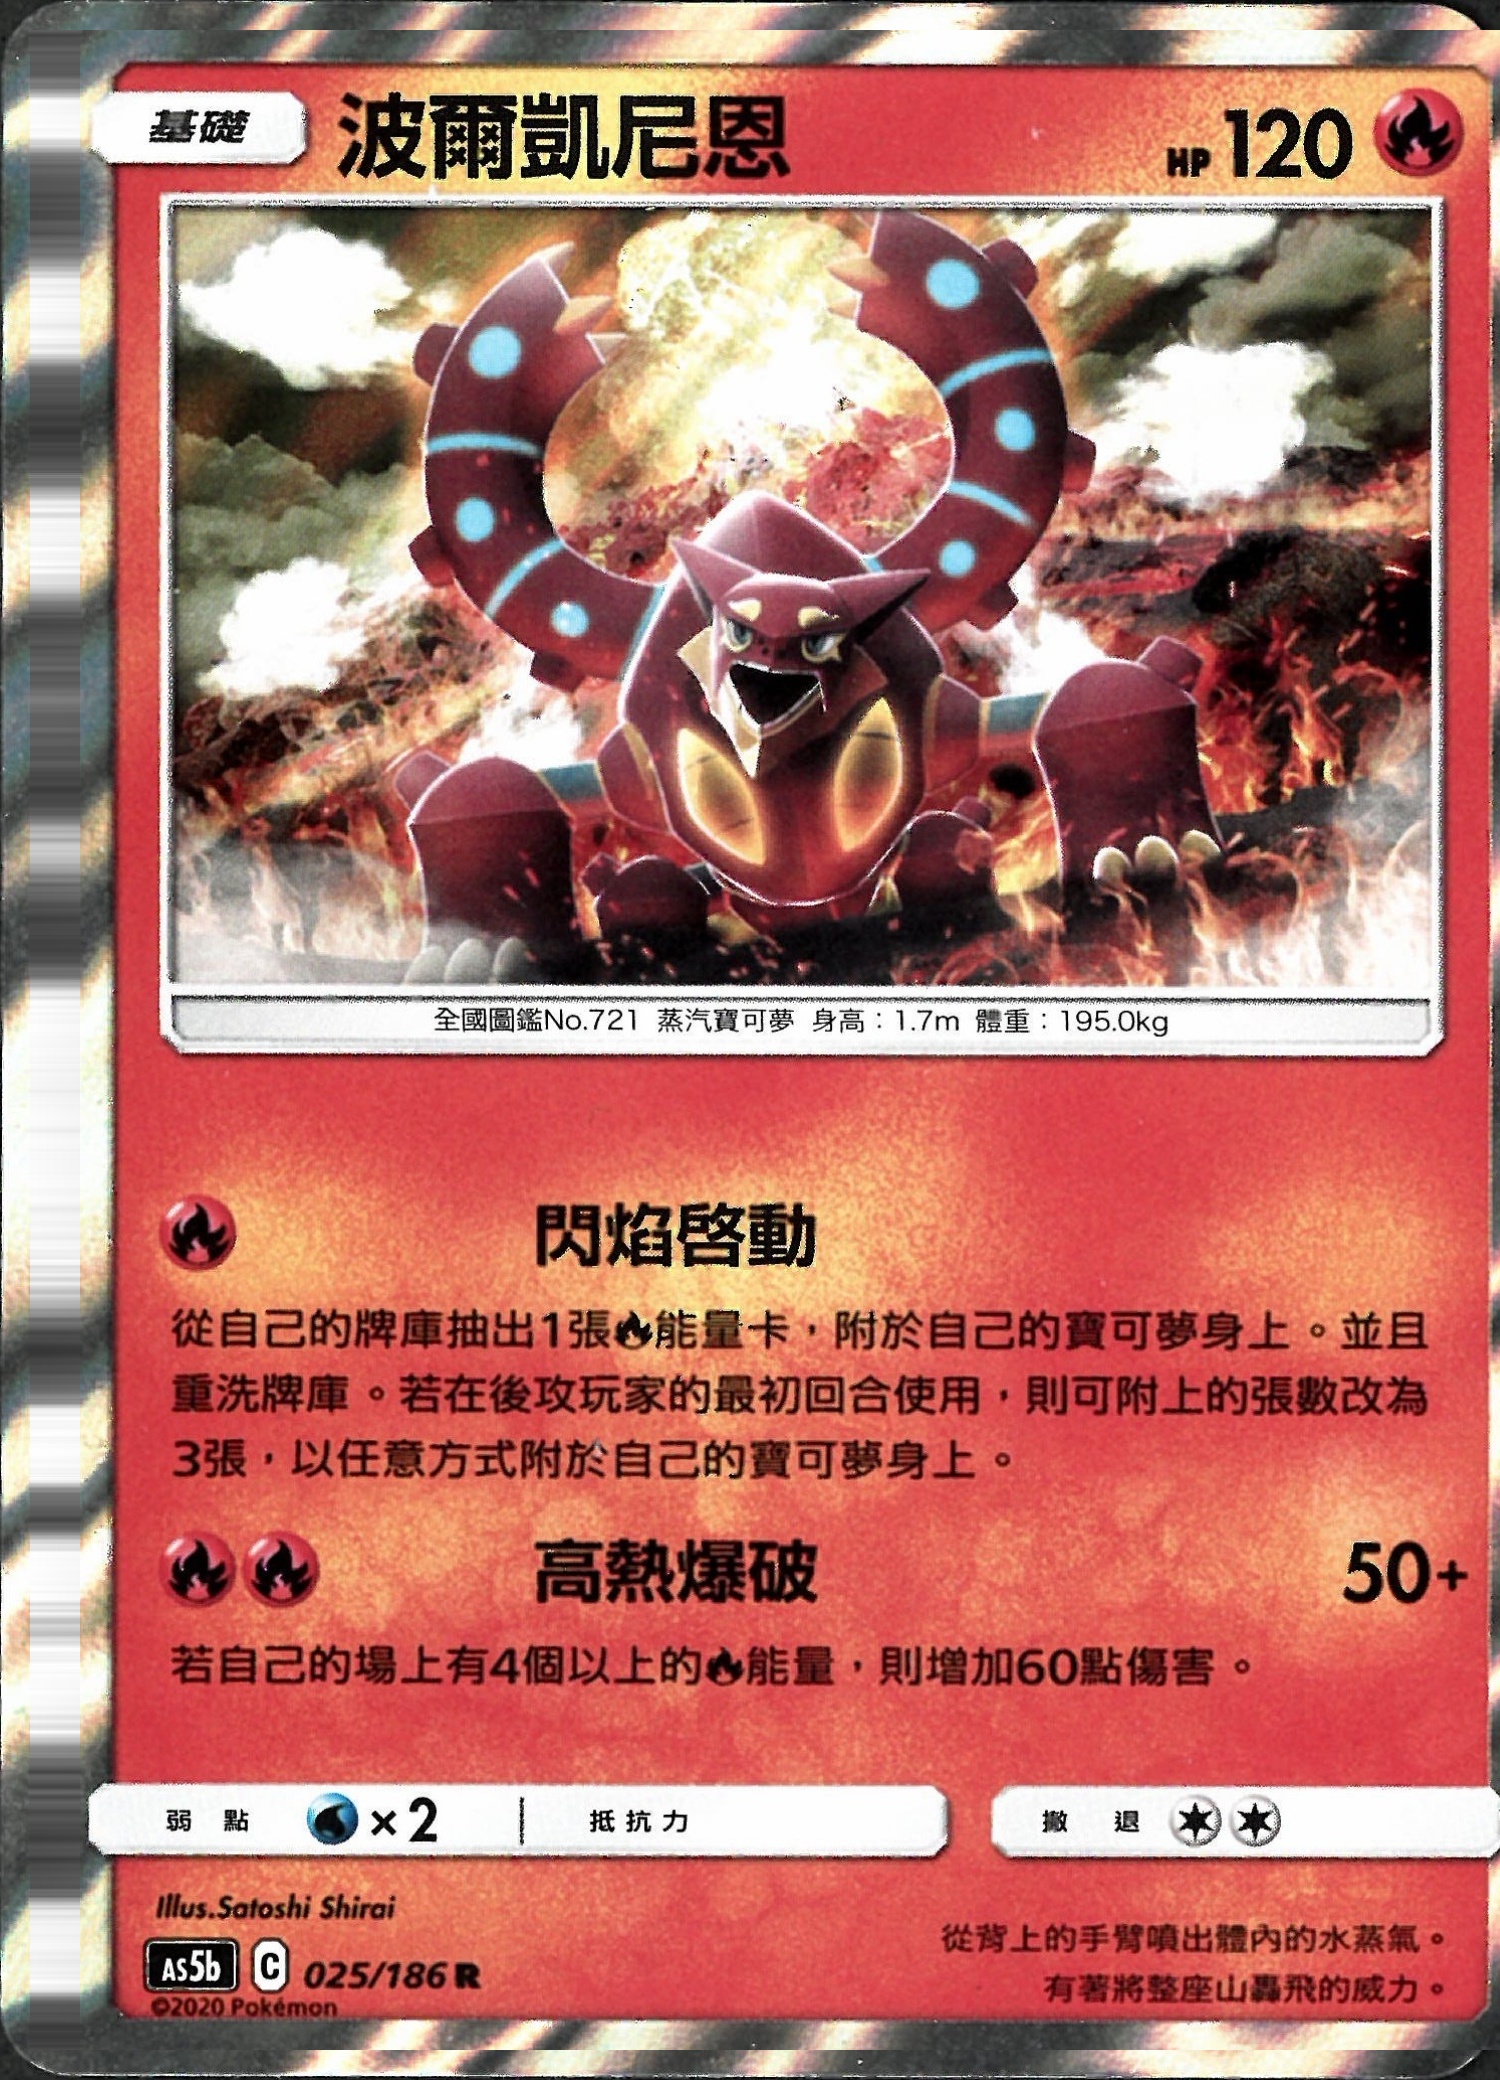 基礎 波爾凱尼恩 HP 120
全國圖鑑No.721 蒸汽寶可夢 身高：1.7m 體重：195.0kg
閃焰啓動
從自己的牌庫抽出1張能量卡，附於自己的寶可夢身上。並且
重洗牌庫。若在後攻玩家的最初回合使用，則可附上的張數改為
3張，以任意方式附於自己的寶可夢身上。
高熱爆破 50+
若自己的場上有4個以上的能量，則增加60點傷害。
弱點 ×2 抵抗力 撤退
Illus.Satoshi Shirai
從背上的手臂噴出體內的水蒸氣。
有著將整座山轟飛的威力。
AS5b C 025/186 R
©2020 Pokémon